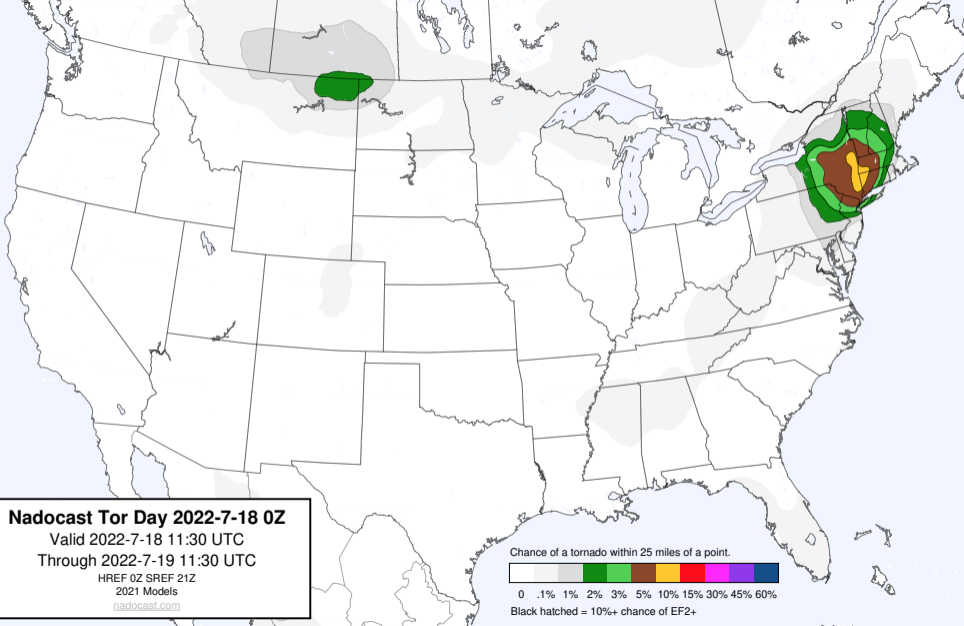 Nadocast Tor Day 2022-7-18 0Z
Valid 2022-7-18 11:30 UTC
Through 2022-7-19 11:30 UTC
HREF 0Z SREF 21Z
2021 Models
nadocast.com
Chance of a tornado within 25 miles of a point.
0 .1% 1% 2% 3% 5% 10% 15% 30% 45% 60%
Black hatched = 10%+ chance of EF2+